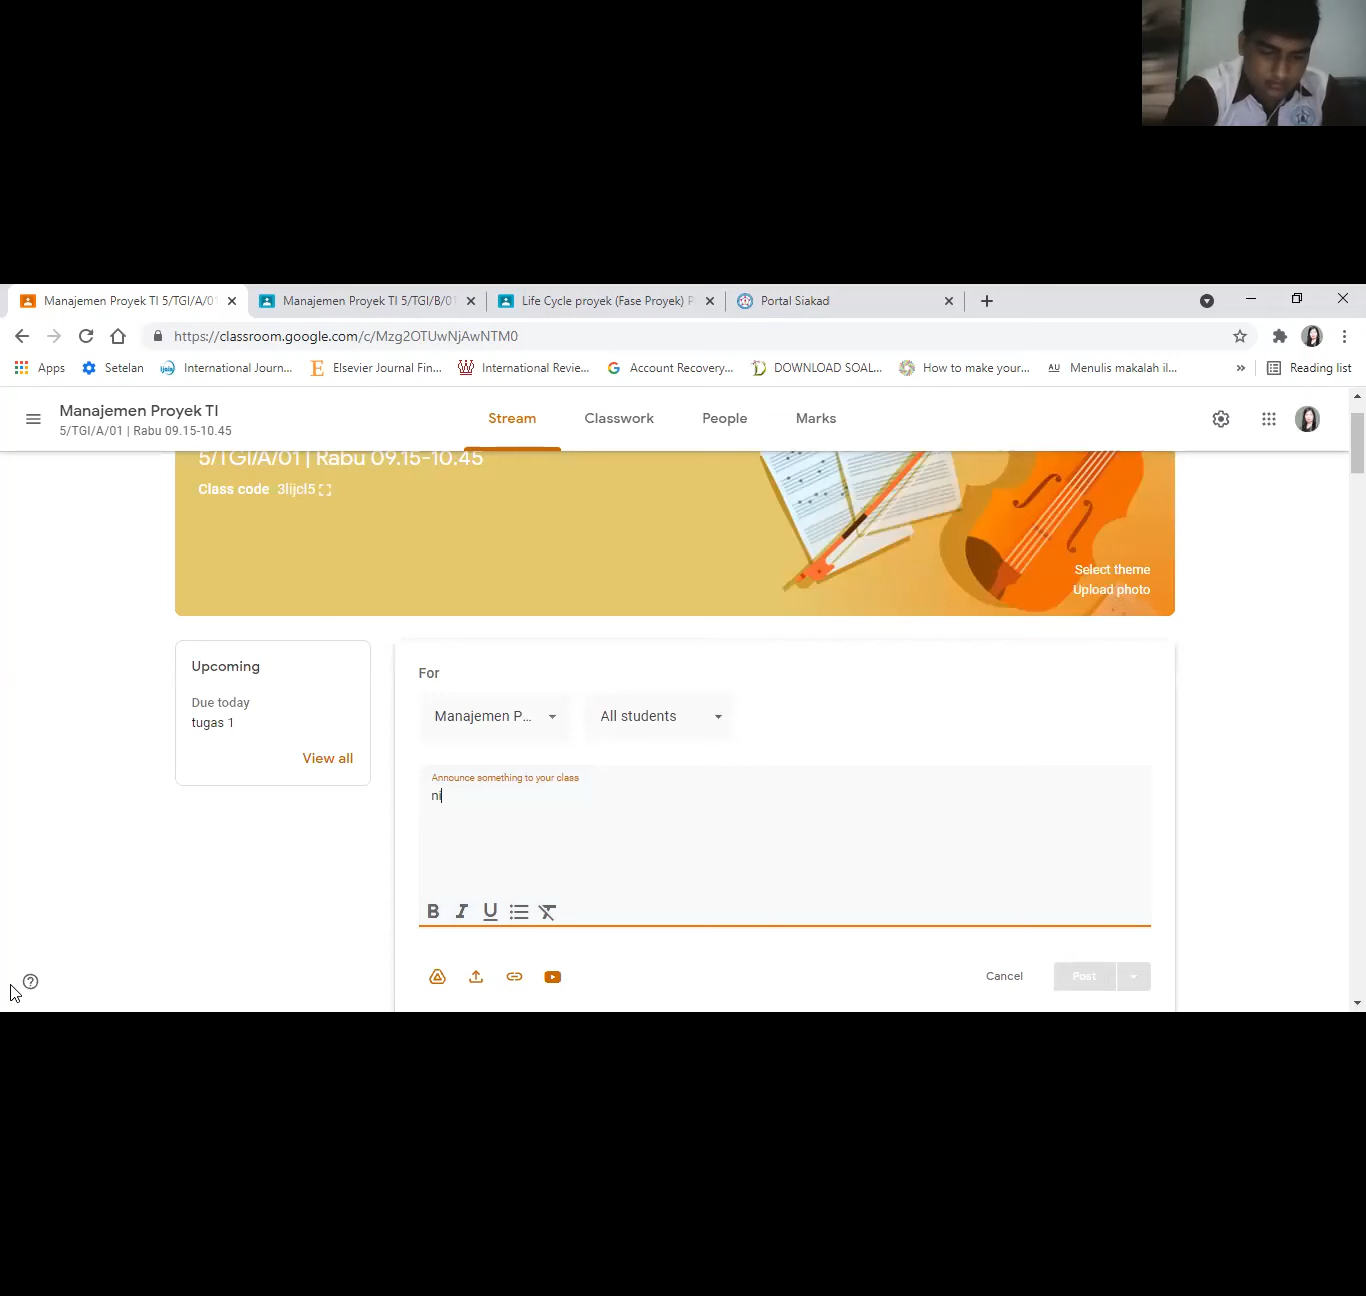 Manajemen Proyek TI 5/TGI/A/01
Manajemen Proyek TI 5/TGI/B/01
Life Cycle proyek (Fase Proyek) P
Portal Siakad
https://classroom.google.com/c/Mzg2OTUwNjAwNTM0
Apps
Setelan
International Journ...
Elsevier Journal Fin...
International Revie...
Account Recovery...
DOWNLOAD SOAL...
How to make your...
Menulis makalah il...
»
Reading list
Manajemen Proyek TI
5/TGI/A/01 | Rabu 09.15-10.45
Stream
Classwork
People
Marks
5/TGI/A/01 | Rabu 09.15-10.45
Class code 3lijcl5
Select theme
Upload photo
Upcoming
Due today
tugas 1
View all
For
Manajemen P...
All students
Announce something to your class
ni
B I U
Cancel
Post